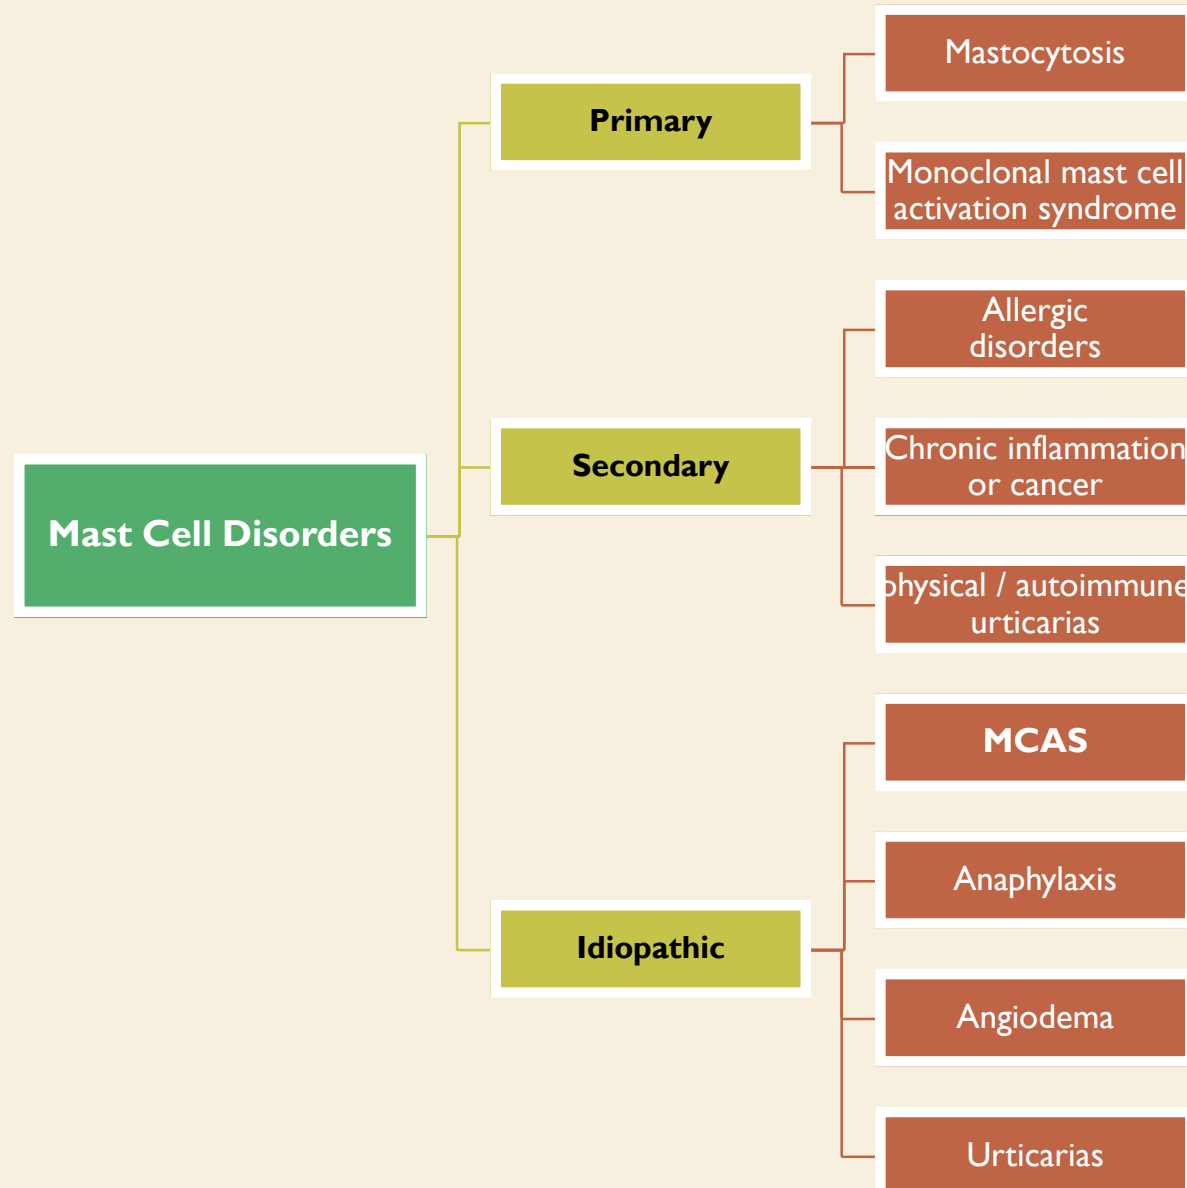 Mastocytosis
Primary
Monoclonal mast cell
activation syndrome
Allergic
disorders
Secondary
Chronic inflammation
or cancer
Mast Cell Disorders
physical / autoimmune
urticarias
MCAS
Anaphylaxis
Idiopathic
Angiodema
Urticarias